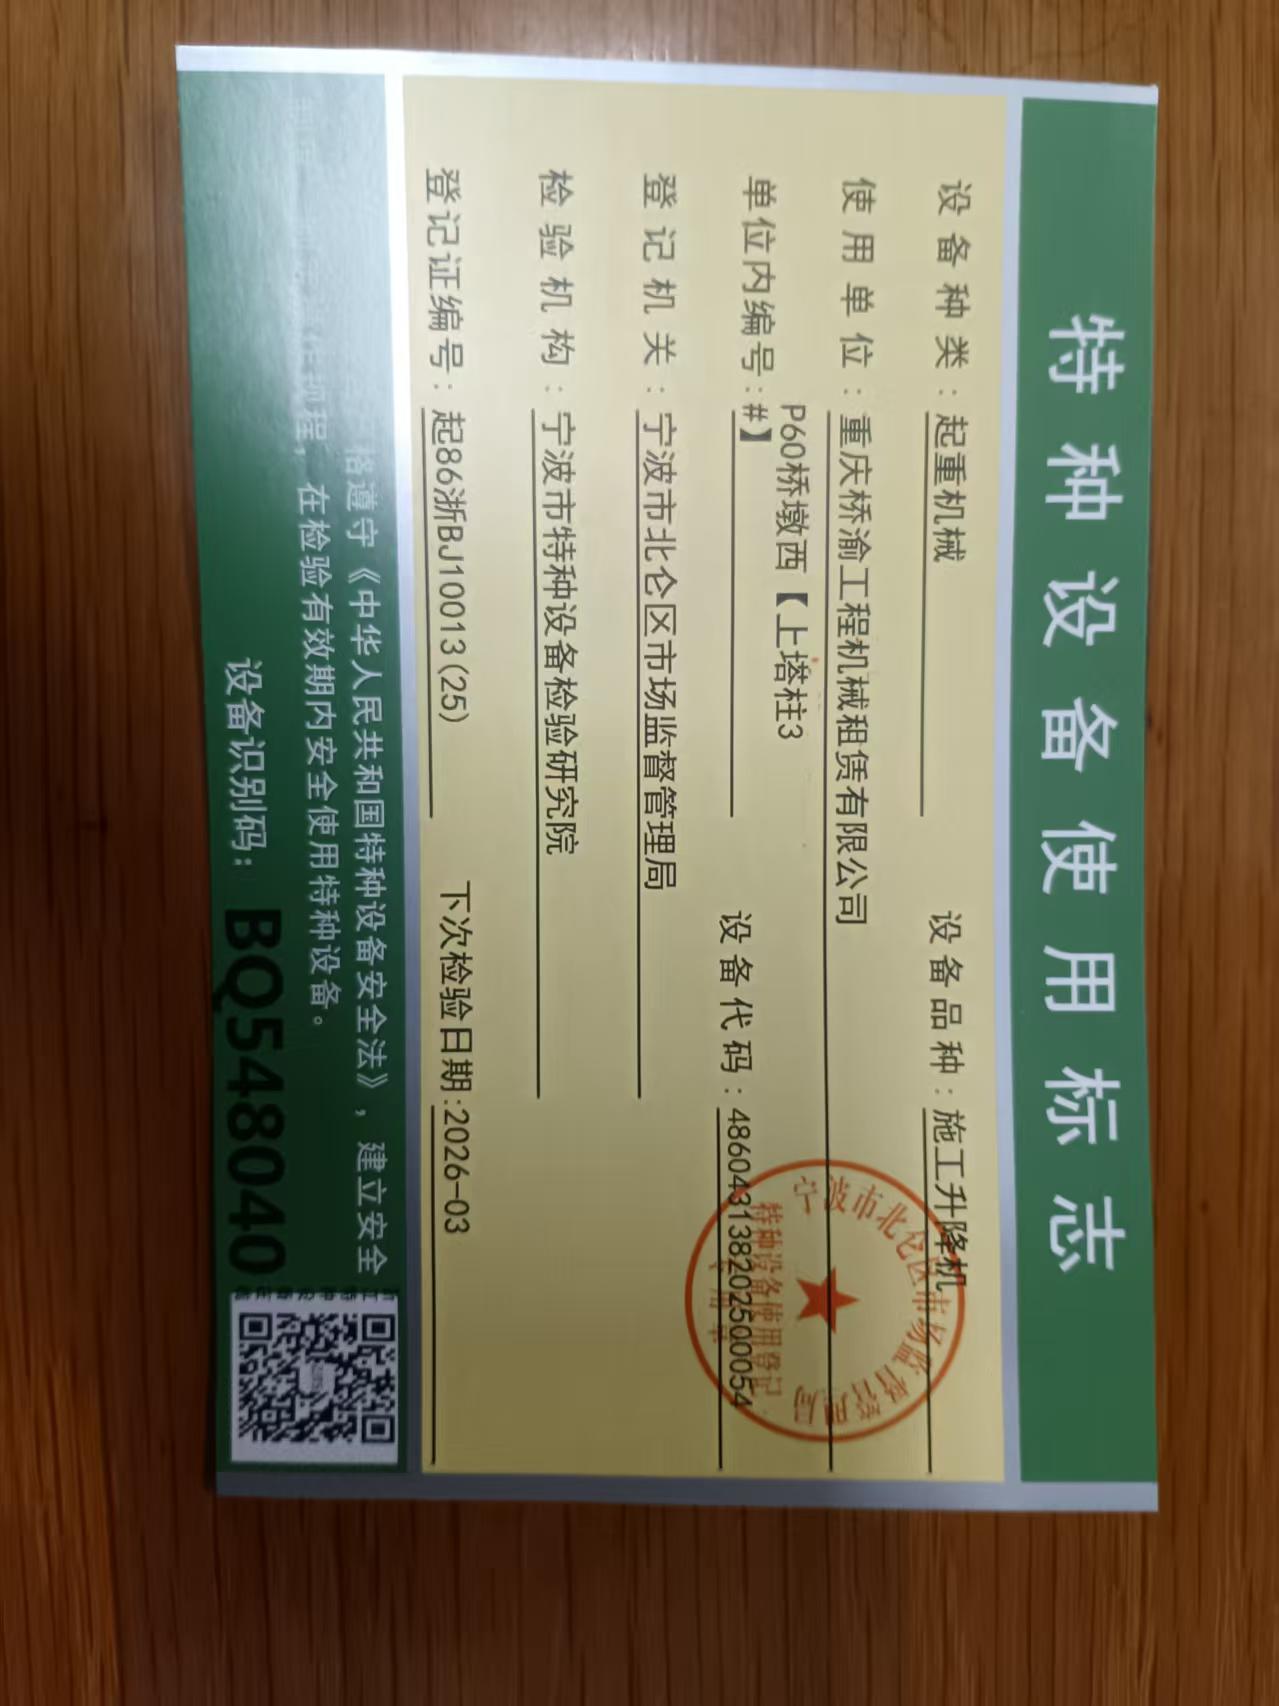 特种设备使用标志
设备种类：起重机械 设备品种：施工升降机
使用单位：重庆桥渝工程机械租赁有限公司
P60桥墩西【上塔柱3
单位内编号：#】 设备代码：48604313820250054
登记机关：宁波市北仑区市场监督管理局
检验机构：宁波市特种设备检验研究院
登记证编号：起86浙BJ10013(25) 下次检验日期：2026-03
宁波市北仑区市场监督管理局
特种设备使用登记
专用章
格遵守《中华人民共和国特种设备安全法》，建立安全
程，在检验有效期内安全使用特种设备。
设备识别码：BQ548040